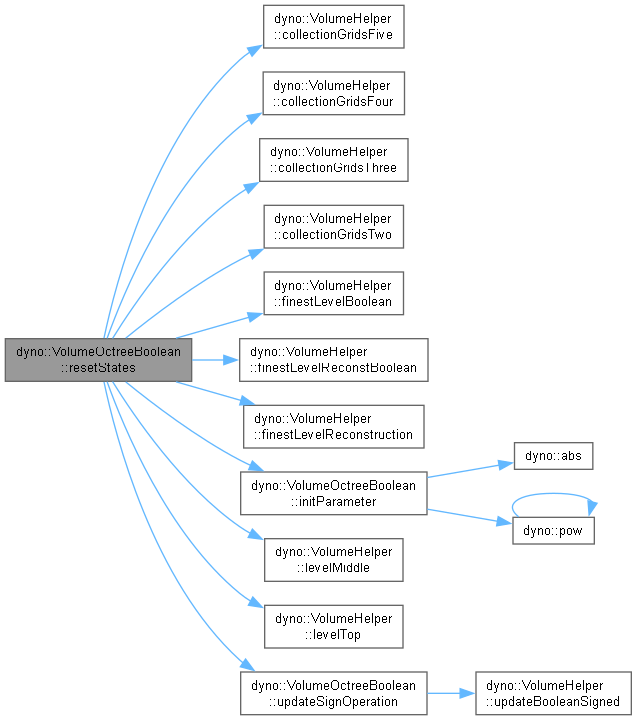 dyno::VolumeHelper
::collectionGridsFive
dyno::VolumeHelper
::collectionGridsFour
dyno::VolumeHelper
::collectionGridsThree
dyno::VolumeHelper
::collectionGridsTwo
dyno::VolumeHelper
::finestLevelBoolean
dyno::VolumeOctreeBoolean
::resetStates
dyno::VolumeHelper
::finestLevelReconstBoolean
dyno::VolumeHelper
::finestLevelReconstruction
dyno::abs
dyno::VolumeOctreeBoolean
::initParameter
dyno::pow
dyno::VolumeHelper
::levelMiddle
dyno::VolumeHelper
::levelTop
dyno::VolumeOctreeBoolean
::updateSignOperation
dyno::VolumeHelper
::updateBooleanSigned